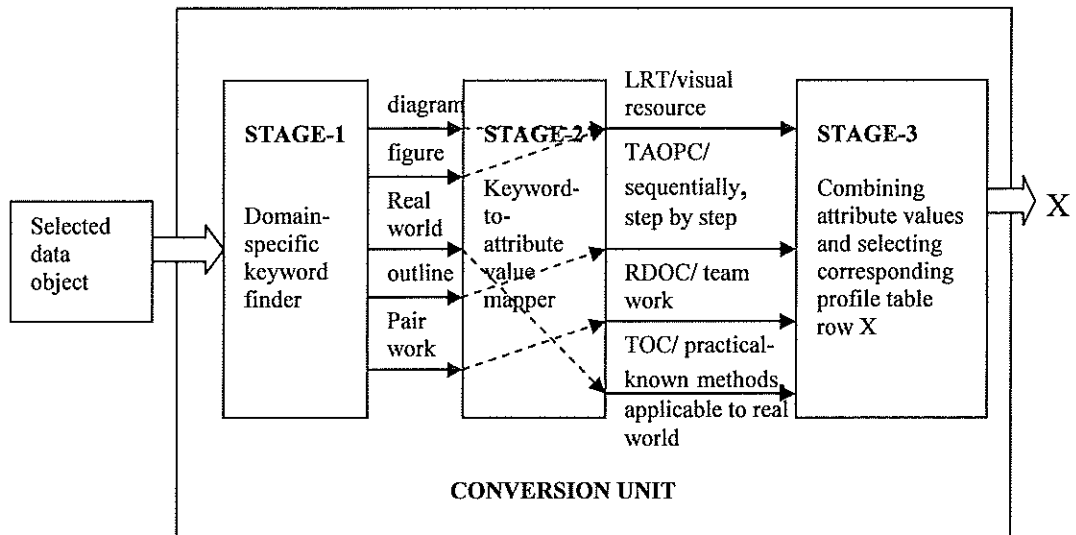 Selected
data
object
STAGE-1
Domain-
specific
keyword
finder
diagram
figure
Real
world
outline
Pair
work
STAGE-2
Keyword-
to-
attribute
value
mapper
LRT/visual
resource
TAOPC/
sequentially,
step by step
RDOC/ team
work
TOC/ practical-
known methods
applicable to real
world
STAGE-3
Combining
attribute values
and selecting
corresponding
profile table
row X
X
CONVERSION UNIT